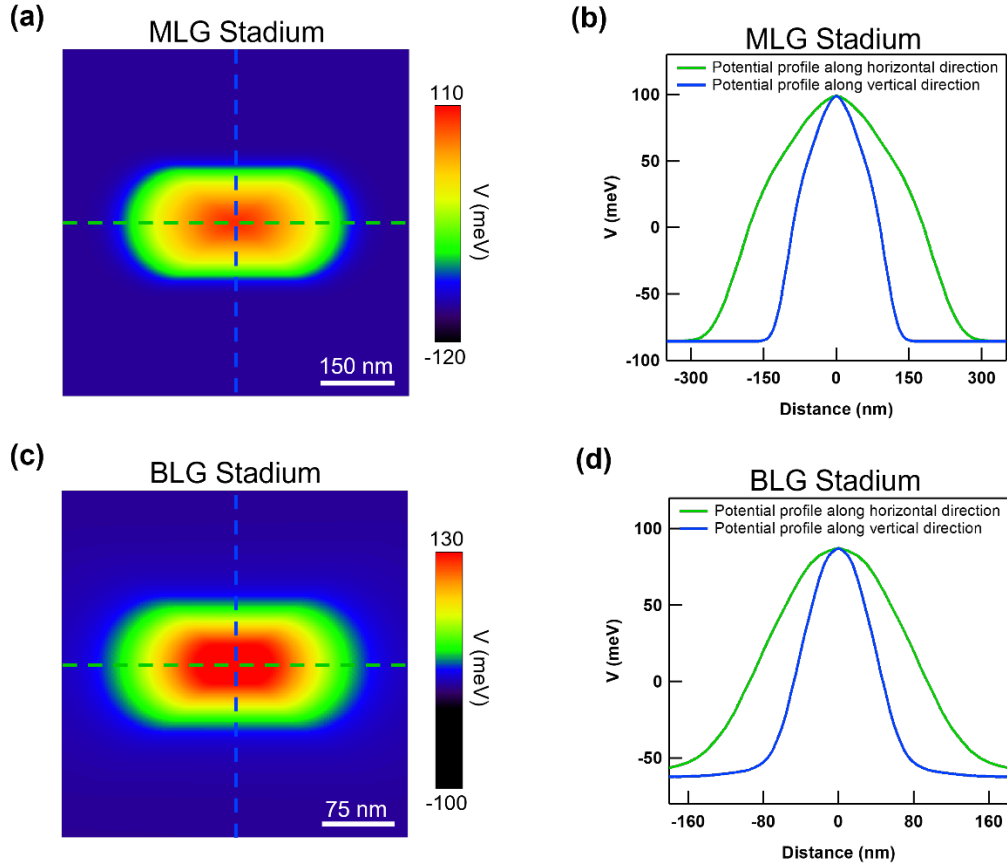 (a)
MLG Stadium
110
V (meV)
-120
150 nm
(b)
MLG Stadium
Potential profile along horizontal direction
Potential profile along vertical direction
100
50
0
-50
-100
V (meV)
-300 -150 0 150 300
Distance (nm)
(c)
BLG Stadium
130
V (meV)
-100
75 nm
(d)
BLG Stadium
Potential profile along horizontal direction
Potential profile along vertical direction
100
50
0
-50
V (meV)
-160 -80 0 80 160
Distance (nm)